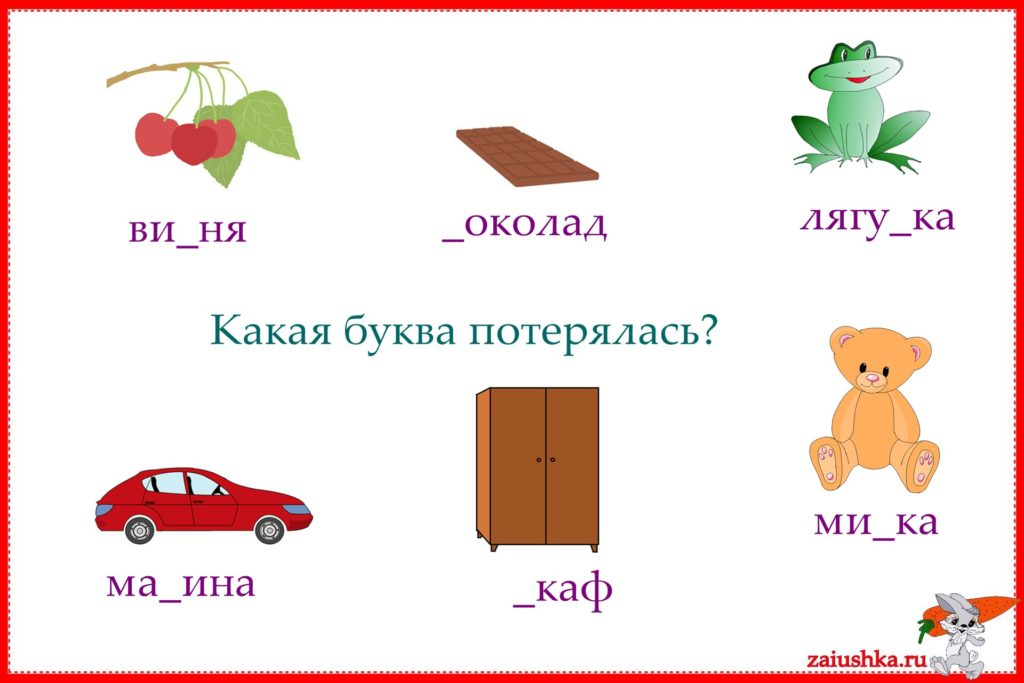 ви_ня
_околад
лягу_ка
Какая буква потерялась?
ма_ина
_каф
ми_ка
zaiushka.ru